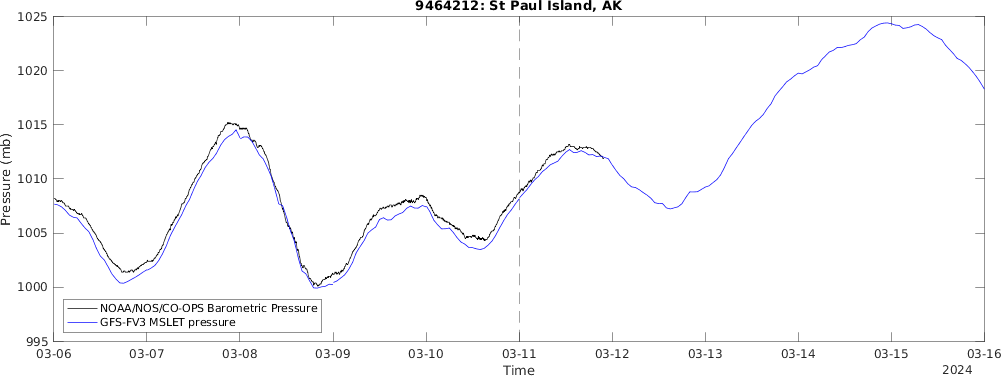 9464212: St Paul Island, AK
1025
1020
1015
1010
1005
1000
995
Pressure (mb)
NOAA/NOS/CO-OPS Barometric Pressure
GFS-FV3 MSLET pressure
03-06 03-07 03-08 03-09 03-10 03-11 03-12 03-13 03-14 03-15 03-16
Time
2024